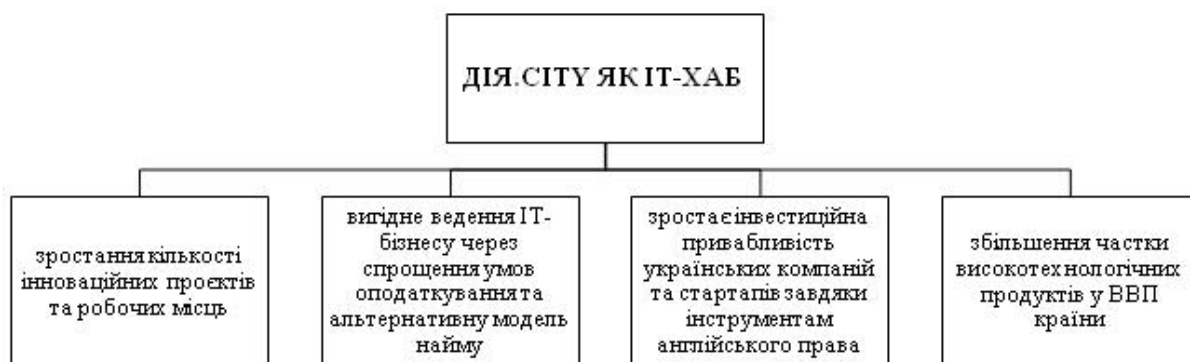 ДІЯ.CITY ЯК ІТ-ХАБ
зростання кількості
інноваційних проєктів
та робочих місць
вигідне ведення ІТ-
бізнесу через
спрощення умов
оподаткування та
альтернативну модель
найму
зростає інвестиційна
привабливість
українських компаній
та стартапів завдяки
інструментам
англійського права
збільшення частки
високотехнологічних
продуктів у ВВП
країни